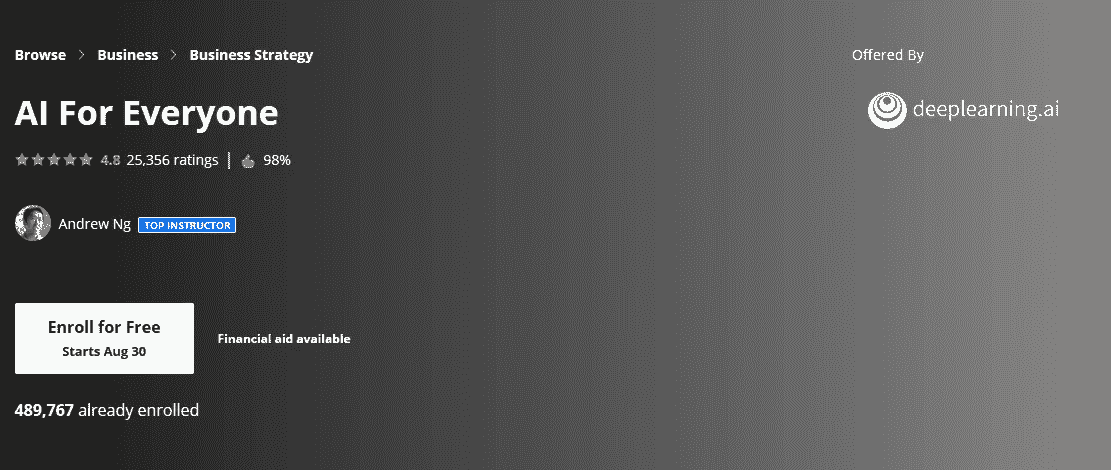 Browse > Business > Business Strategy
Offered By
AI For Everyone
deeplearning.ai
4.8 25,356 ratings | 98%
Andrew Ng TOP INSTRUCTOR
Enroll for Free
Starts Aug 30
Financial aid available
489,767 already enrolled